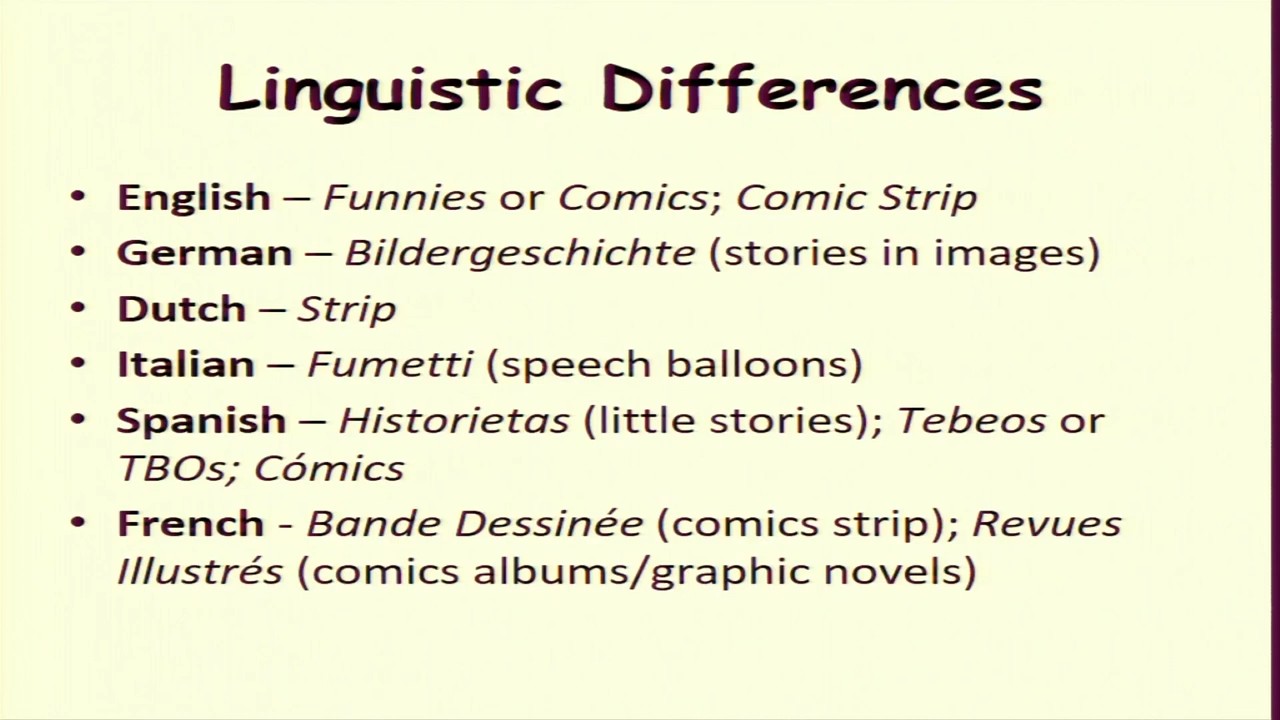 Linguistic Differences
• English – Funnies or Comics; Comic Strip
• German – Bildergeschichte (stories in images)
• Dutch – Strip
• Italian – Fumetti (speech balloons)
• Spanish – Historietas (little stories); Tebeos or
TBOs; Cómics
• French - Bande Dessinée (comics strip); Revues
Illustrés (comics albums/graphic novels)